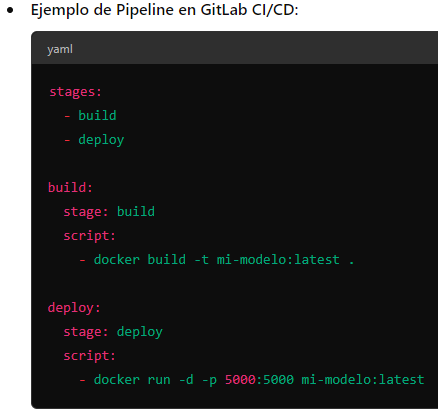 • Ejemplo de Pipeline en GitLab CI/CD:
yaml
stages:
  - build
  - deploy
build:
  stage: build
  script:
    - docker build -t mi-modelo:latest .
deploy:
  stage: deploy
  script:
    - docker run -d -p 5000:5000 mi-modelo:latest